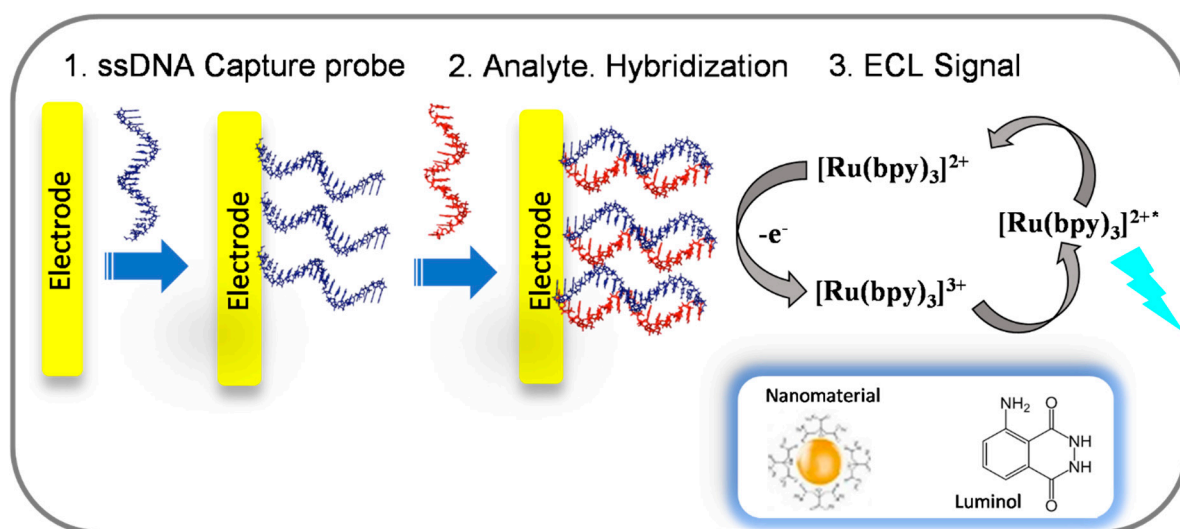 1. ssDNA Capture probe
2. Analyte. Hybridization
3. ECL Signal
Electrode
Electrode
Electrode
[Ru(bpy)₃]²⁺
-e⁻
[Ru(bpy)₃]²⁺*
[Ru(bpy)₃]³⁺
Nanomaterial
NH₂
O
NH
NH
O
Luminol